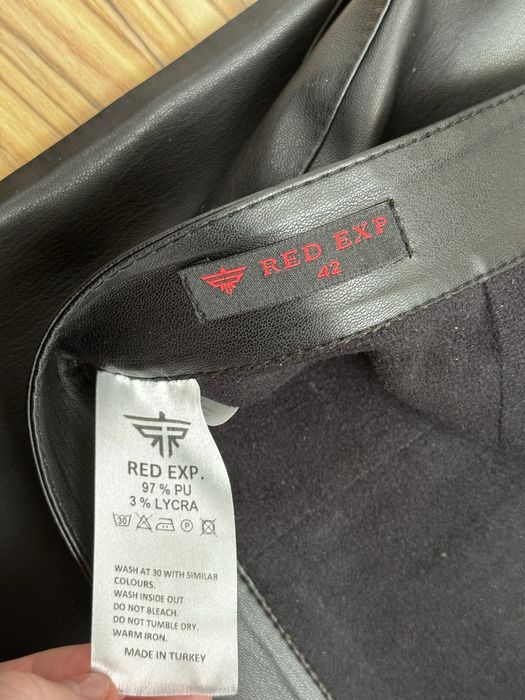 RED EXP
42
RED EXP.
97 % PU
3 % LYCRA
30 P
WASH AT 30 WITH SIMILAR
COLOURS.
WASH INSIDE OUT
DO NOT BLEACH.
DO NOT TUMBLE DRY.
WARM IRON.
MADE IN TURKEY